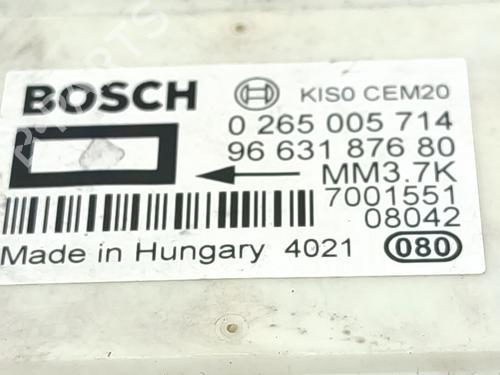 BOSCH KIS0 CEM20
0 265 005 714
96 631 876 80
MM3.7K
7001551
08042
Made in Hungary 4021 080